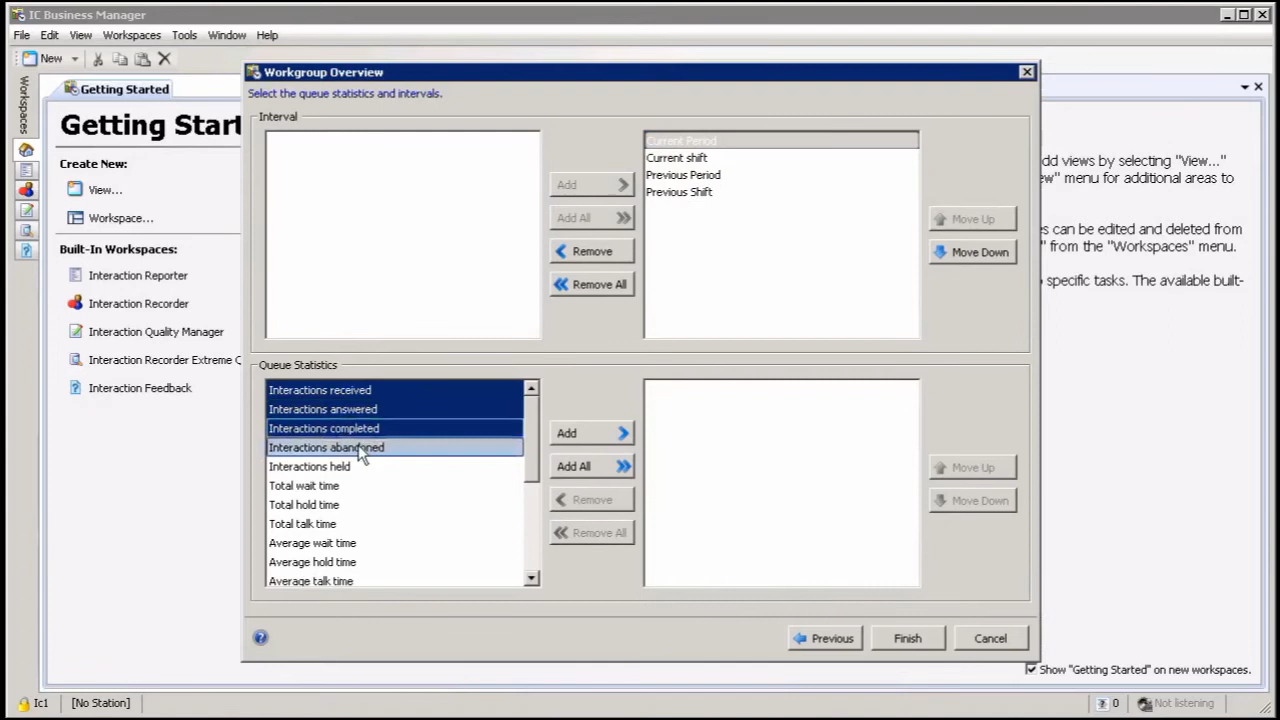 IC Business Manager
File Edit View Workspaces Tools Window Help
New
Workspaces
Getting Started
Getting Start
Create New:
View...
Workspace...
Built-In Workspaces:
Interaction Reporter
Interaction Recorder
Interaction Quality Manager
Interaction Recorder Extreme Q
Interaction Feedback
dd views by selecting "View..."
w" menu for additional areas to
es can be edited and deleted from
" from the "Workspaces" menu.
specific tasks. The available built-
Workgroup Overview
Select the queue statistics and intervals.
Interval
Add
Add All
Remove
Remove All
Current Period
Current shift
Previous Period
Previous Shift
Move Up
Move Down
Queue Statistics
Interactions received
Interactions answered
Interactions completed
Interactions abandoned
Interactions held
Total wait time
Total hold time
Total talk time
Average wait time
Average hold time
Average talk time
Add
Add All
Remove
Remove All
Move Up
Move Down
Previous
Finish
Cancel
Show "Getting Started" on new workspaces.
Ic1
[No Station]
0
Not listening